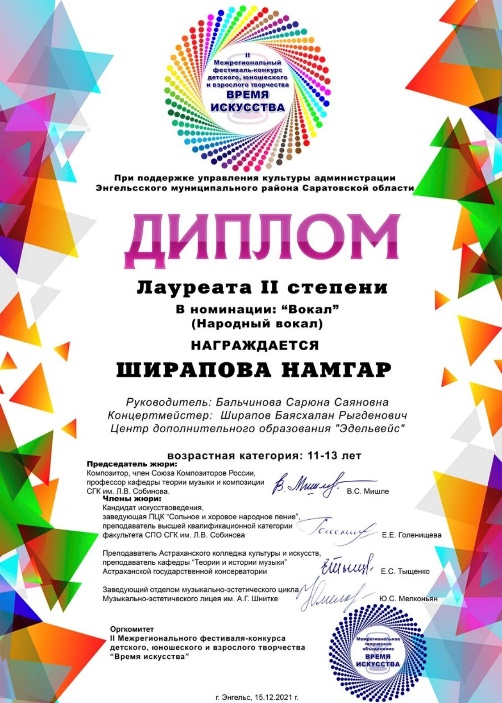 II
Межрегиональный
фестиваль-конкурс
детского, юношеского
и взрослого творчества
ВРЕМЯ
ИСКУССТВА
При поддержке управления культуры администрации
Энгельсского муниципального района Саратовской области
ДИПЛОМ
Лауреата II степени
В номинации: “Вокал”
(Народный вокал)
НАГРАЖДАЕТСЯ
ШИРАПОВА НАМГАР
Руководитель: Бальчинова Сарюна Саяновна
Концертмейстер: Ширапов Баясхалан Рыгденович
Центр дополнительного образования "Эдельвейс"
возрастная категория: 11-13 лет
Председатель жюри:
Композитор, член Союза Композиторов России,
профессор кафедры теории музыки и композиции
СГК им. Л.В. Собинова.
В.С. Мишле
Члены жюри:
Кандидат искусствоведения,
заведующая ПЦК “Сольное и хоровое народное пение”,
преподаватель высшей квалификационной категории
факультета СПО СГК им. Л.В. Собинова
Е.Е. Голенищева
Преподаватель Астраханского колледжа культуры и искусств,
преподаватель кафедры “Теории и истории музыки”
Астраханской государственной консерватории
Е.С. Тыщенко
Заведующий отделом музыкально-эстетического цикла
Музыкально-эстетического лицея им. А.Г. Шнитке
Ю.С. Мелконьян
Оргкомитет
II Межрегионального фестиваля-конкурса
детского, юношеского и взрослого творчества
“Время искусства”
Межрегиональное
творческое
объединение
ВРЕМЯ
ИСКУССТВА
г. Энгельс, 15.12.2021 г.